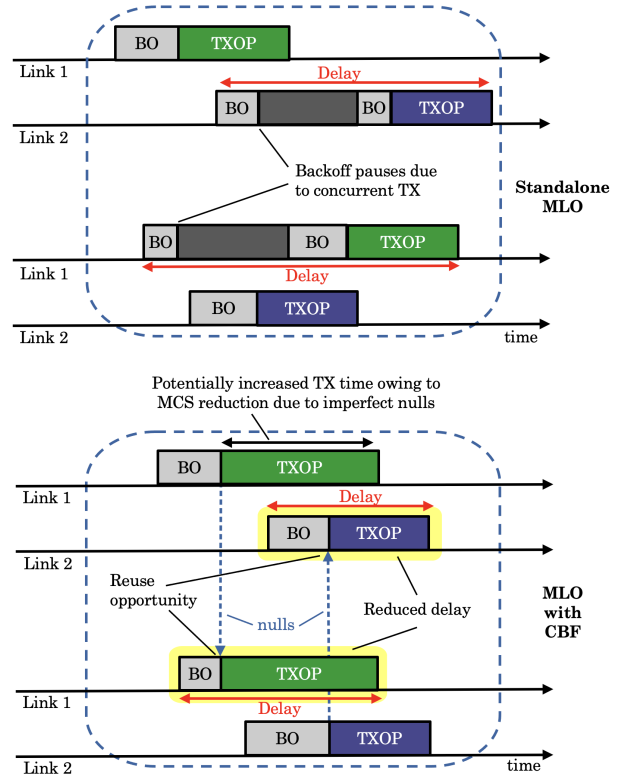 BO TXOP
Link 1
Delay
BO BO TXOP
Link 2
Backoff pauses due
to concurrent TX
Standalone
MLO
BO BO TXOP
Link 1
Delay
BO TXOP
Link 2
time
Potentially increased TX time owing to
MCS reduction due to imperfect nulls
BO TXOP
Link 1
Delay
BO TXOP
Link 2
Reuse
opportunity
nulls
Reduced delay
MLO
with
CBF
BO TXOP
Link 1
Delay
BO TXOP
Link 2
time